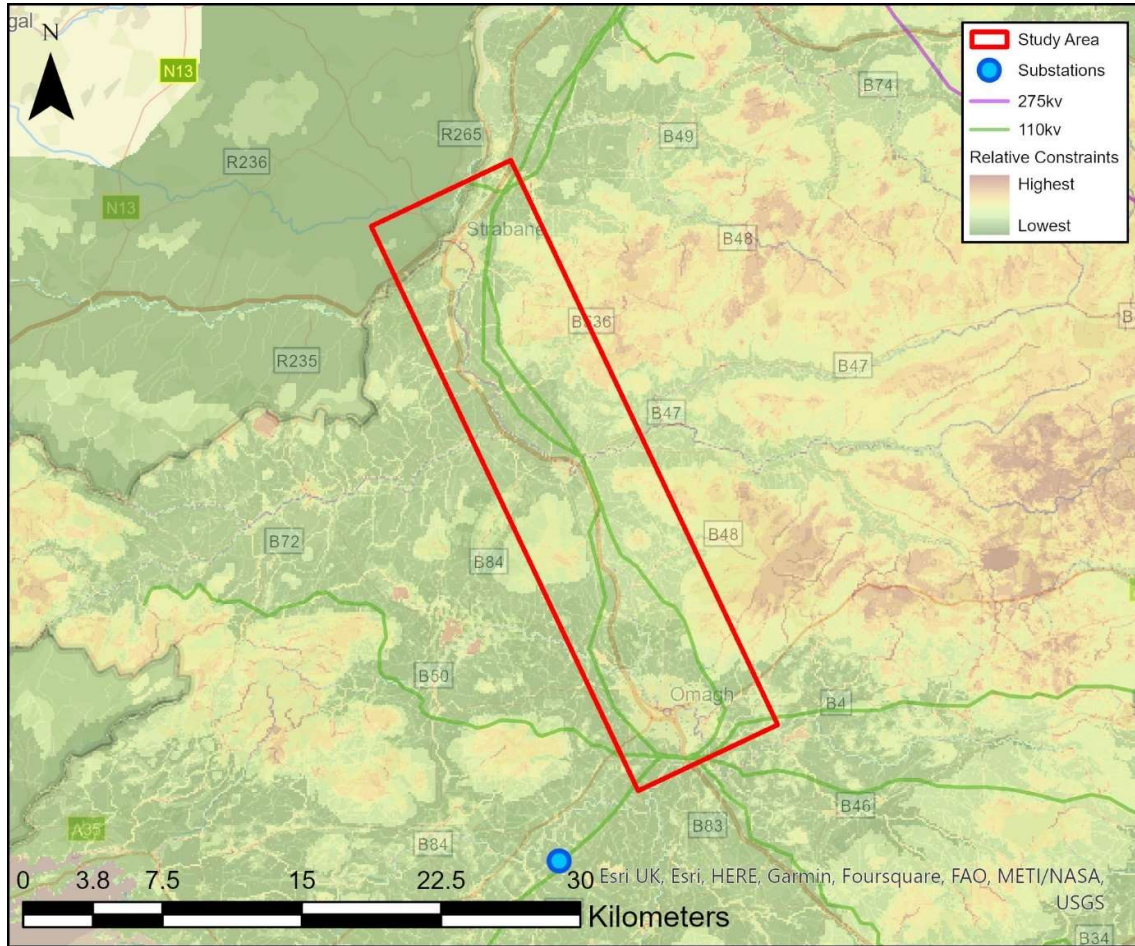 gal
N
N13
R265
B74
B49
R236
N13
Strabane
B48
B536
R235
B47
B47
B72
B84
B48
B50
Omagh
B4
A35
B84
B83
B46
B34
Study Area
Substations
275kv
110kv
Relative Constraints
Highest
Lowest
0 3.8 7.5 15 22.5 30
Kilometers
Esri UK, Esri, HERE, Garmin, Foursquare, FAO, METI/NASA,
USGS